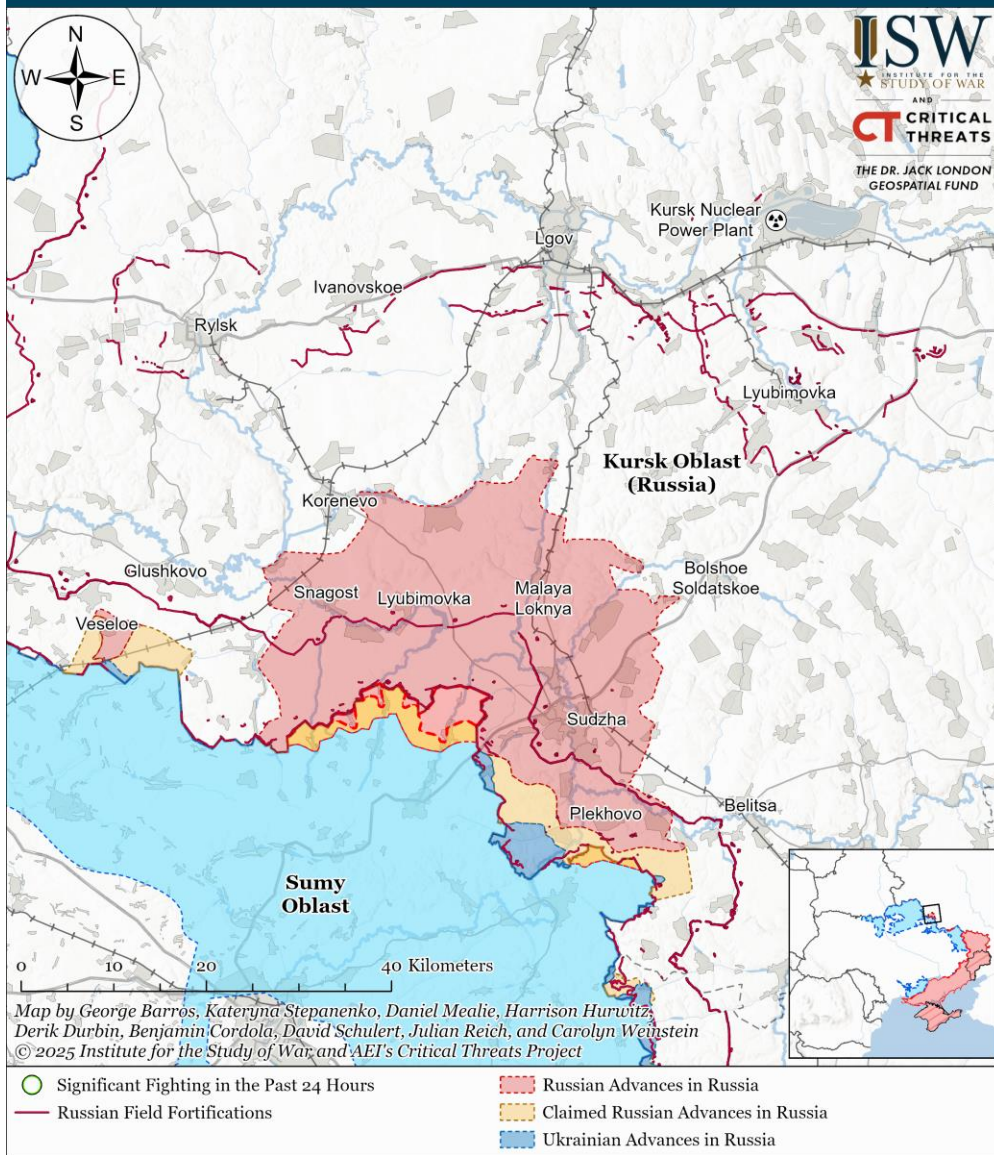 N
W
E
S
ISW
INSTITUTE FOR THE
STUDY OF WAR
AND
CT CRITICAL
THREATS
THE DR. JACK LONDON
GEOSPATIAL FUND
Kursk Nuclear
Power Plant
Lgov
Ivanovskoe
Rylsk
Lyubimovka
Kursk Oblast
(Russia)
Korenevo
Glushkovo
Snagost
Lyubimovka
Malaya
Loknya
Bolshoe
Soldatskoe
Veseloe
Sudzha
Plekhovo
Belitsa
Sumy
Oblast
0 10 20 40 Kilometers
Map by George Barros, Kateryna Stepanenko, Daniel Mealie, Harrison Hurwitz,
Derik Durbin, Benjamin Cordola, David Schulert, Julian Reich, and Carolyn Weinstein
© 2025 Institute for the Study of War and AEI's Critical Threats Project
Significant Fighting in the Past 24 Hours
Russian Field Fortifications
Russian Advances in Russia
Claimed Russian Advances in Russia
Ukrainian Advances in Russia